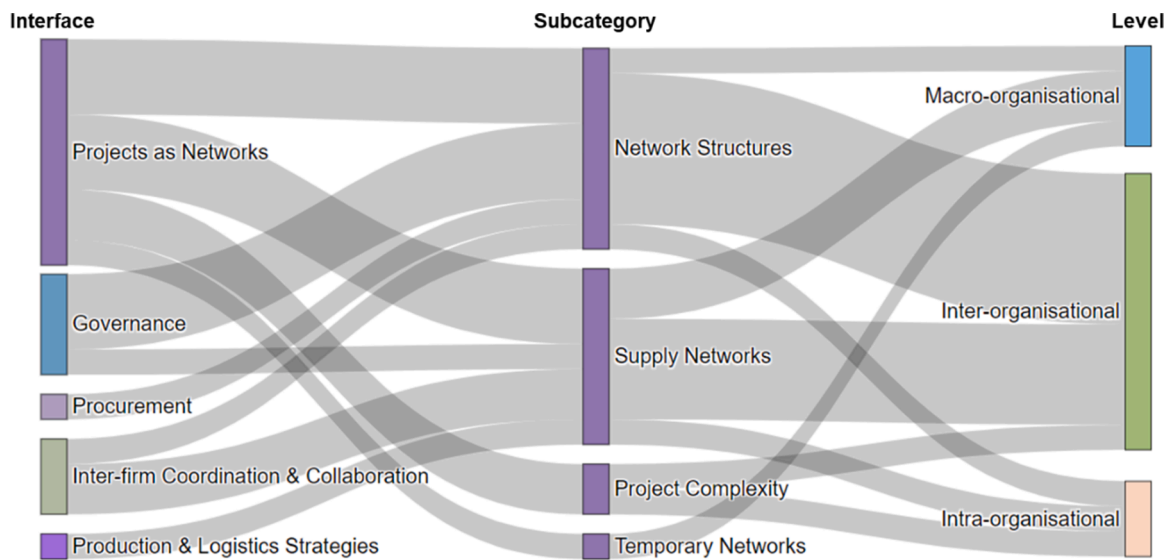 Interface
Subcategory
Level
Projects as Networks
Governance
Procurement
Inter-firm Coordination & Collaboration
Production & Logistics Strategies
Network Structures
Supply Networks
Project Complexity
Temporary Networks
Macro-organisational
Inter-organisational
Intra-organisational